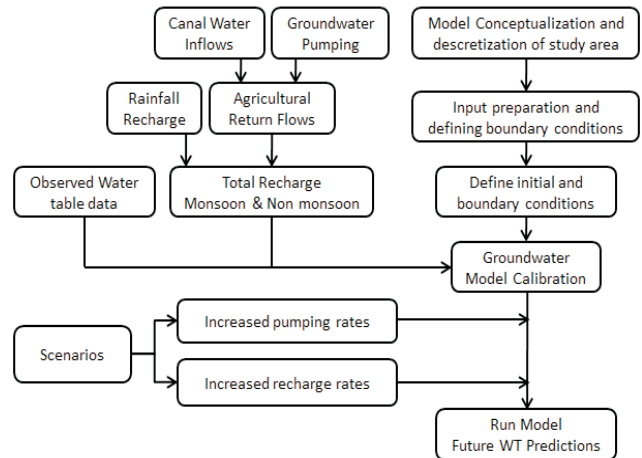 Canal Water
Inflows
Groundwater
Pumping
Model Conceptualization and
descretization of study area
Rainfall
Recharge
Agricultural
Return Flows
Input preparation and
defining boundary conditions
Observed Water
table data
Total Recharge
Monsoon & Non monsoon
Define initial and
boundary conditions
Groundwater
Model Calibration
Scenarios
Increased pumping rates
Increased recharge rates
Run Model
Future WT Predictions